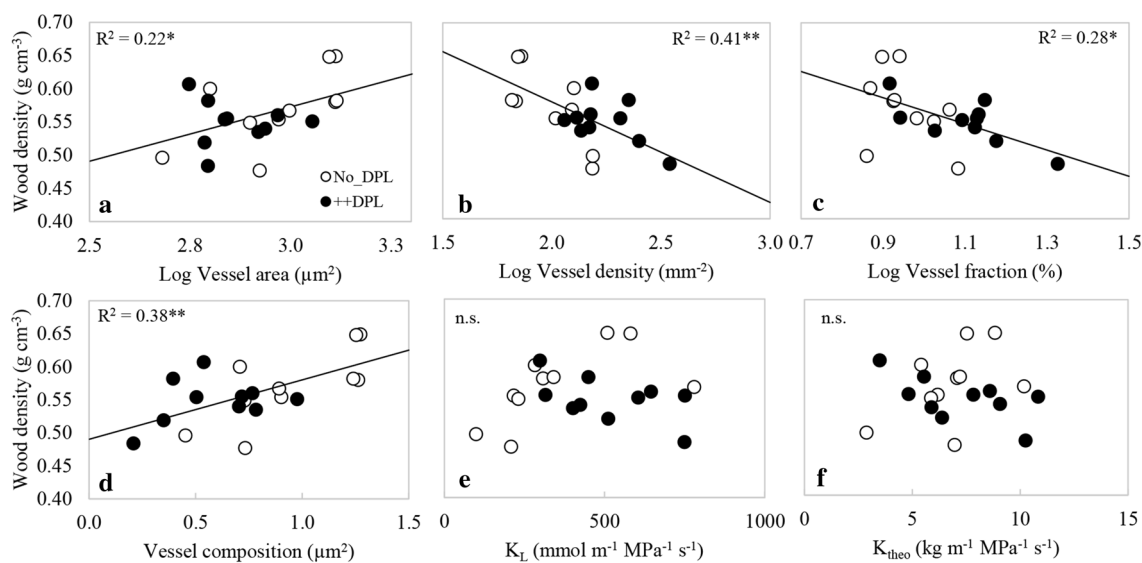 R² = 0.22*
R² = 0.41**
R² = 0.28*
Wood density (g cm⁻³)
0.70
0.65
0.60
0.55
0.50
0.45
0.40
No_DPL
++DPL
a
b
c
2.5 2.8 3.0 3.3
1.5 2.0 2.5 3.0
0.7 0.9 1.1 1.3 1.5
Log Vessel area (µm²)
Log Vessel density (mm⁻²)
Log Vessel fraction (%)
R² = 0.38**
n.s.
n.s.
Wood density (g cm⁻³)
0.70
0.65
0.60
0.55
0.50
0.45
0.40
d
e
f
0.0 0.5 1.0 1.5
0 500 1000
0 5 10 15
Vessel composition (µm²)
K_L (mmol m⁻¹ MPa⁻¹ s⁻¹)
K_theo (kg m⁻¹ MPa⁻¹ s⁻¹)